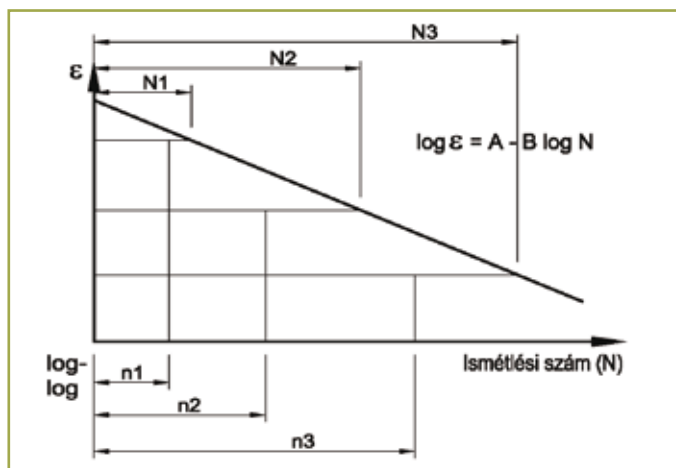 N3
N2
ε
N1
log ε = A - B log N
log-
log
Ismétlési szám (N)
n1
n2
n3